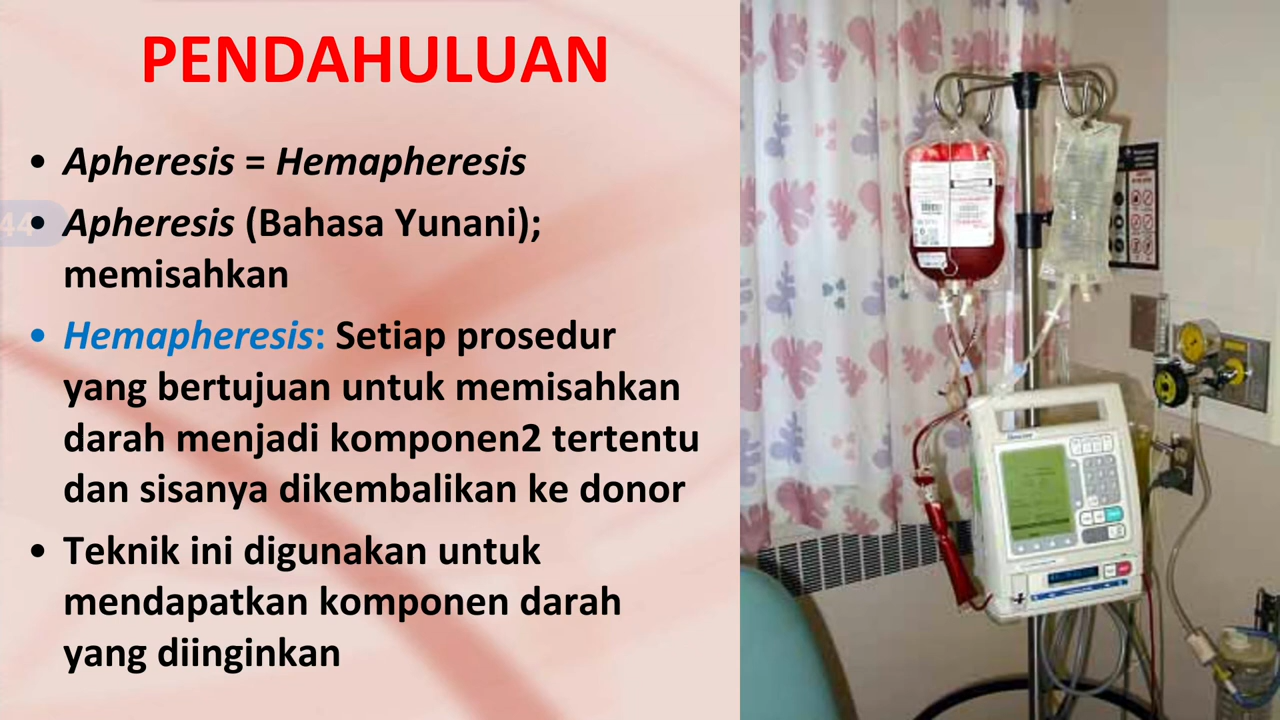 PENDAHULUAN
• Apheresis = Hemapheresis
• Apheresis (Bahasa Yunani);
memisahkan
• Hemapheresis: Setiap prosedur
yang bertujuan untuk memisahkan
darah menjadi komponen2 tertentu
dan sisanya dikembalikan ke donor
• Teknik ini digunakan untuk
mendapatkan komponen darah
yang diinginkan
44